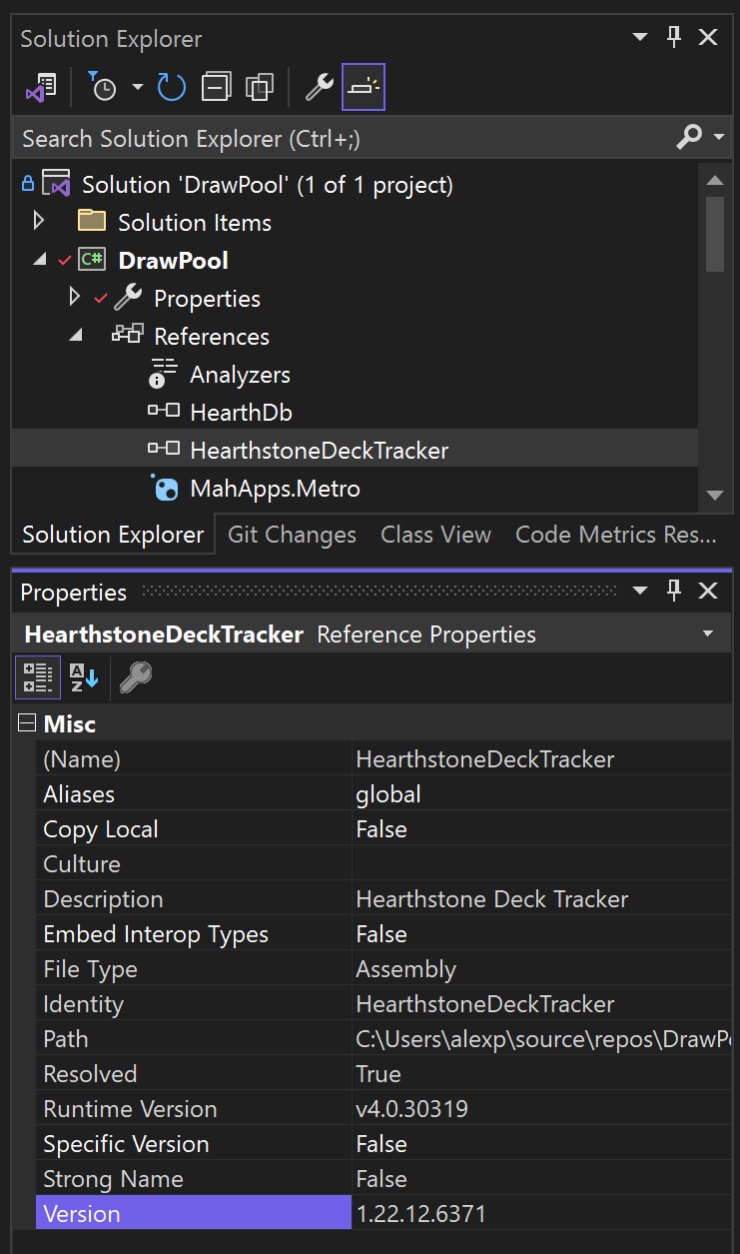 Solution Explorer
Search Solution Explorer (Ctrl+;)
Solution 'DrawPool' (1 of 1 project)
Solution Items
C# DrawPool
Properties
References
Analyzers
HearthDb
HearthstoneDeckTracker
MahApps.Metro
Solution Explorer Git Changes Class View Code Metrics Res...
Properties
HearthstoneDeckTracker Reference Properties
Misc
(Name) HearthstoneDeckTracker
Aliases global
Copy Local False
Culture
Description Hearthstone Deck Tracker
Embed Interop Types False
File Type Assembly
Identity HearthstoneDeckTracker
Path C:\Users\alexp\source\repos\DrawPo
Resolved True
Runtime Version v4.0.30319
Specific Version False
Strong Name False
Version 1.22.12.6371